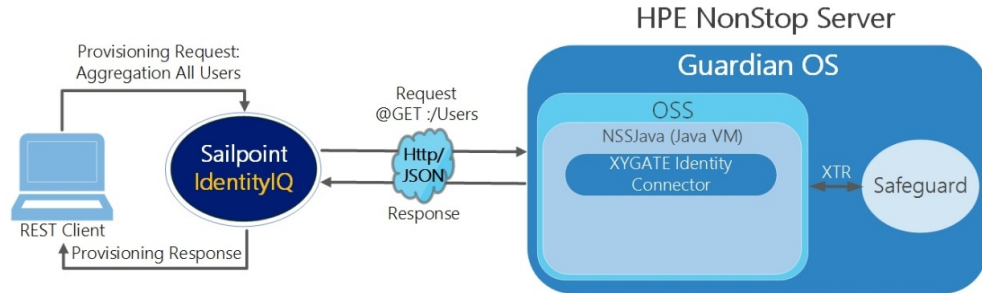 HPE NonStop Server
Provisioning Request:
Aggregation All Users
Guardian OS
Request
@GET :/Users
OSS
NSSJava (Java VM)
Sailpoint
IdentityIQ
Http/
JSON
XYGATE Identity
Connector
XTR
Safeguard
Response
REST Client
Provisioning Response